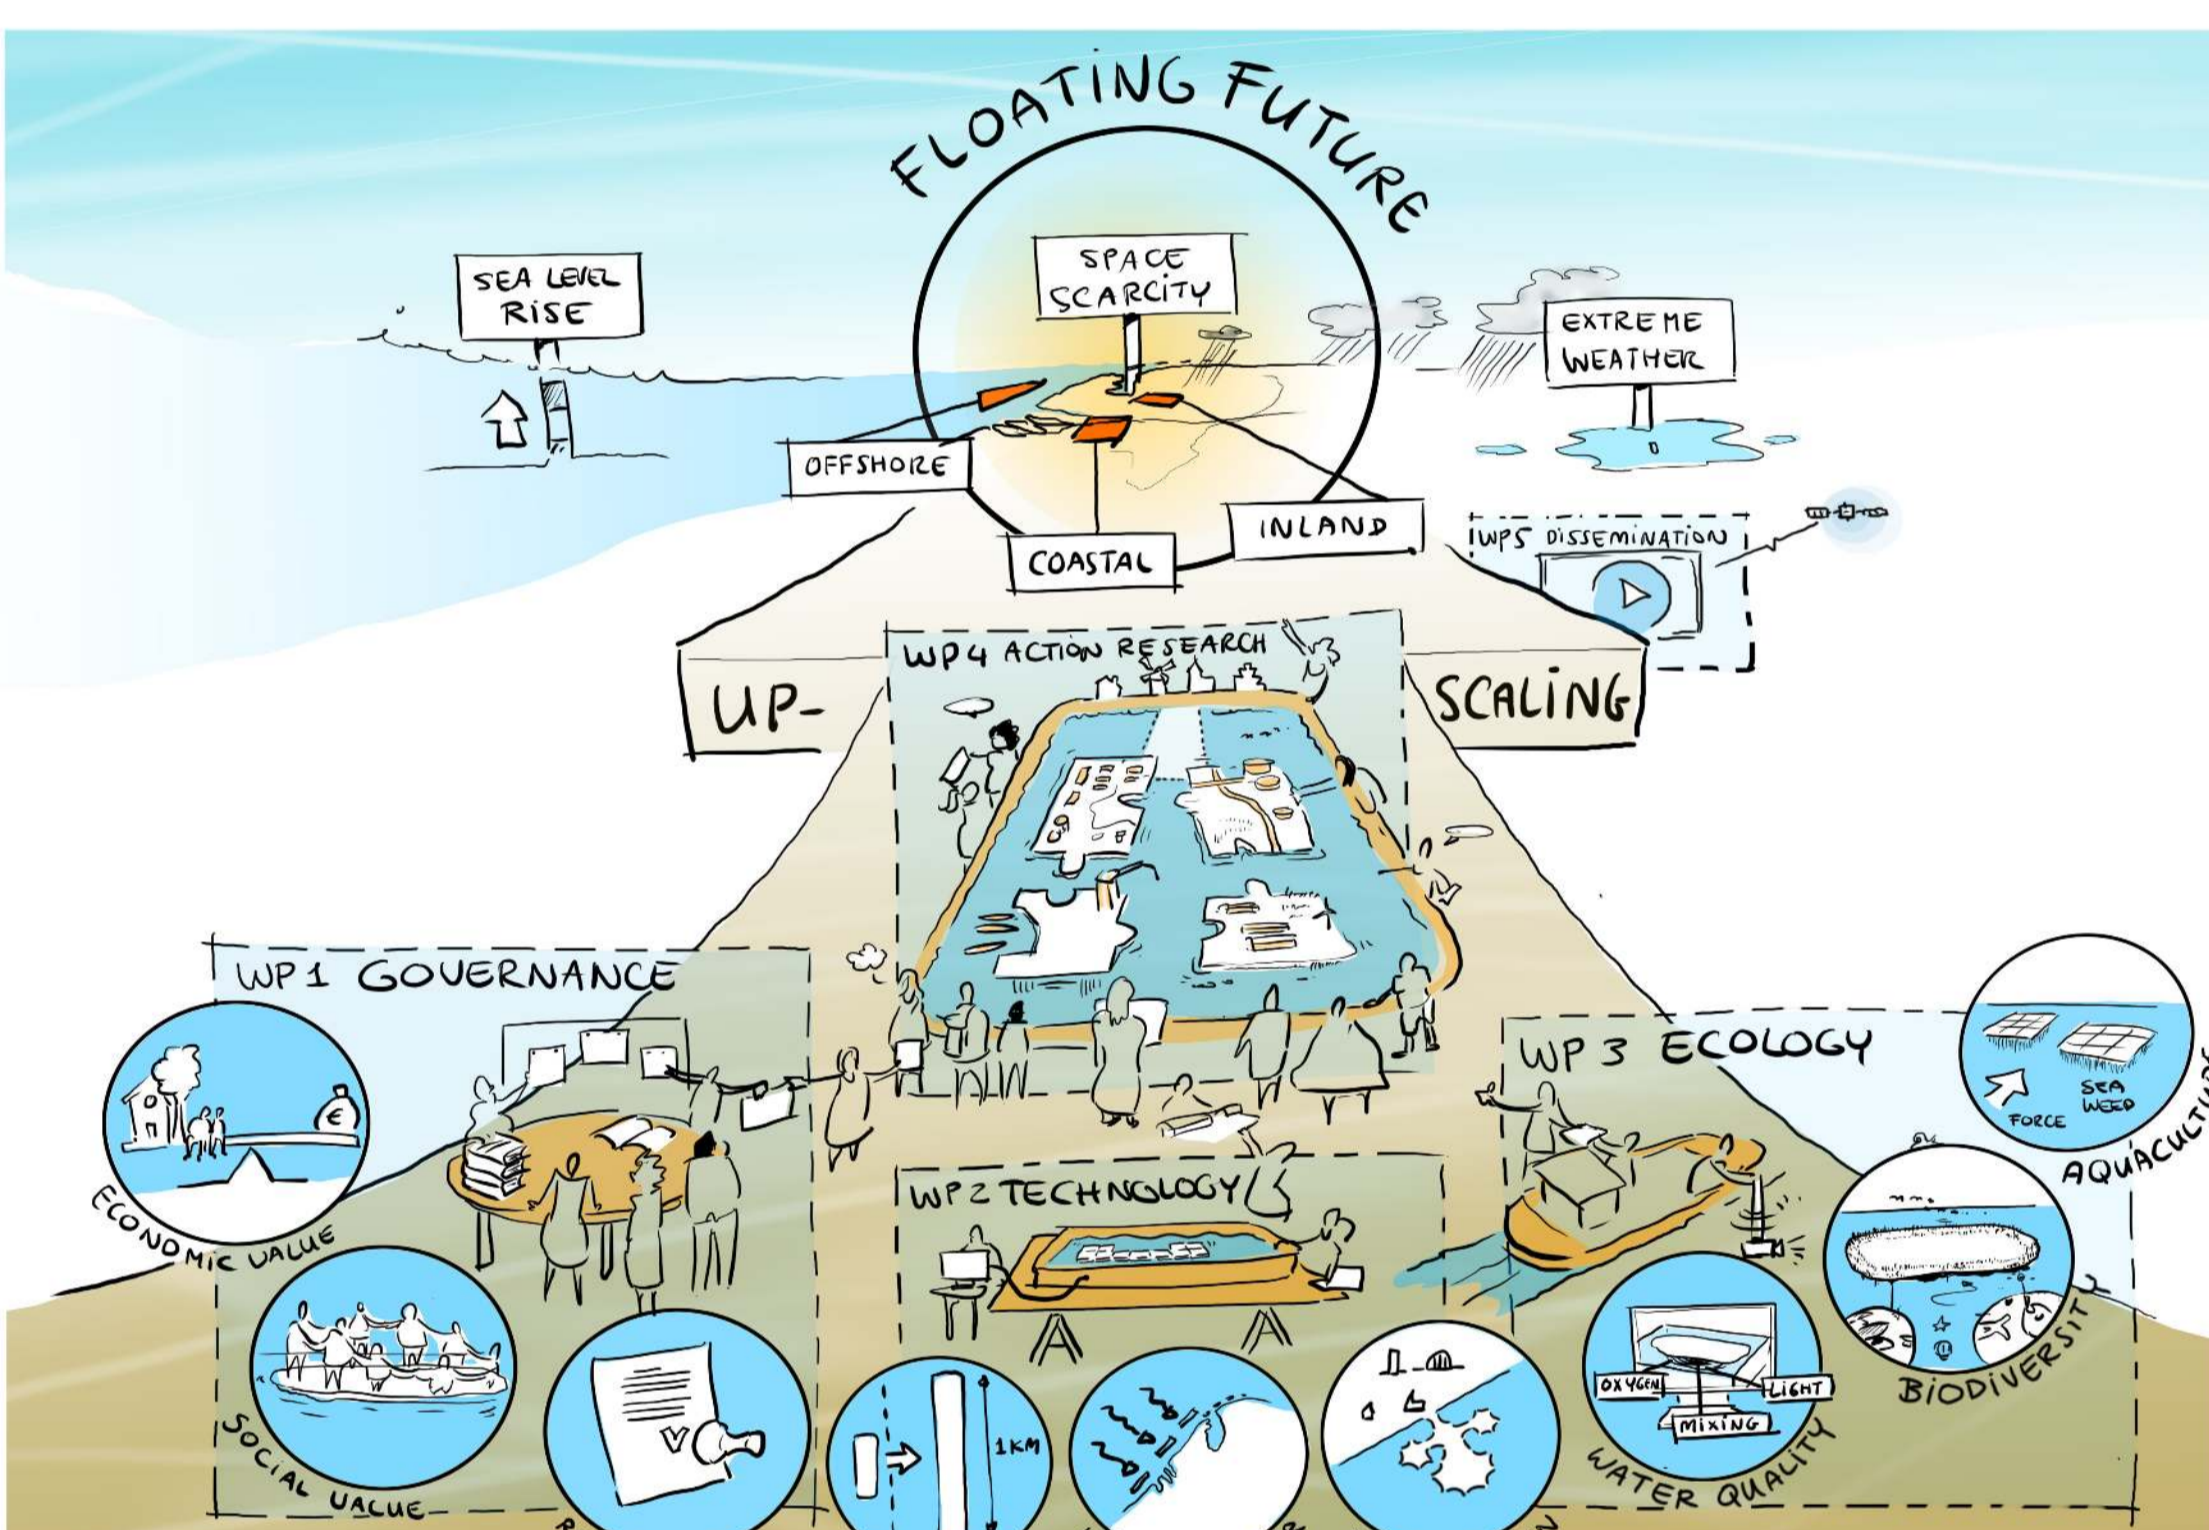 FLOATING FUTURE
SEA LEVEL
RISE
SPACE
SCARCITY
EXTREME
WEATHER
OFFSHORE
COASTAL
INLAND
WP5 DISSEMINATION
WP4 ACTION RESEARCH
UP-
SCALING
WP1 GOVERNANCE
€
ECONOMIC VALUE
SOCIAL VALUE
WP2 TECHNOLOGY
1KM
WP3 ECOLOGY
FORCE
SEA
WEED
AQUACULTURE
BIODIVERSITY
OXYGEN
LIGHT
MIXING
WATER QUALITY